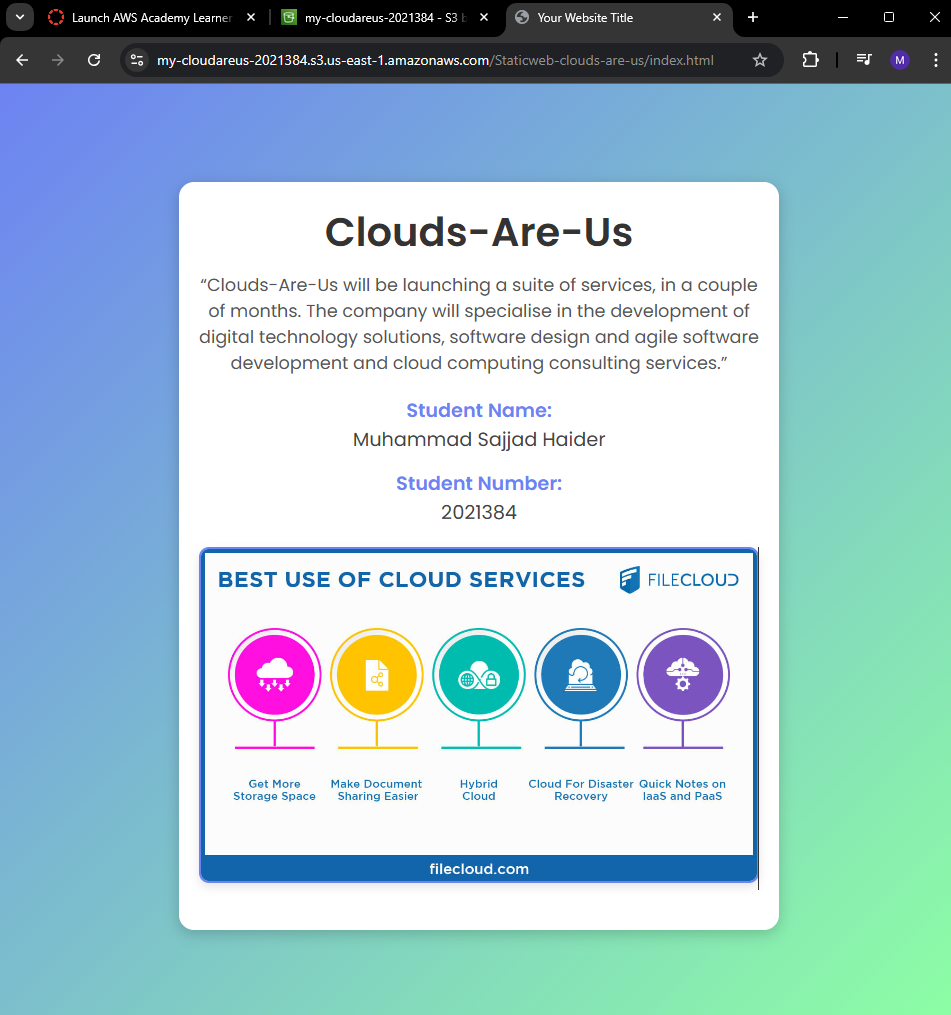 Launch AWS Academy Learner
my-cloudareus-2021384 - S3 b
Your Website Title
my-cloudareus-2021384.s3.us-east-1.amazonaws.com/Staticweb-clouds-are-us/index.html
M
Clouds-Are-Us
“Clouds-Are-Us will be launching a suite of services, in a couple
of months. The company will specialise in the development of
digital technology solutions, software design and agile software
development and cloud computing consulting services.”
Student Name:
Muhammad Sajjad Haider
Student Number:
2021384
BEST USE OF CLOUD SERVICES
FILECLOUD
Get More
Storage Space
Make Document
Sharing Easier
Hybrid
Cloud
Cloud For Disaster
Recovery
Quick Notes on
IaaS and PaaS
filecloud.com